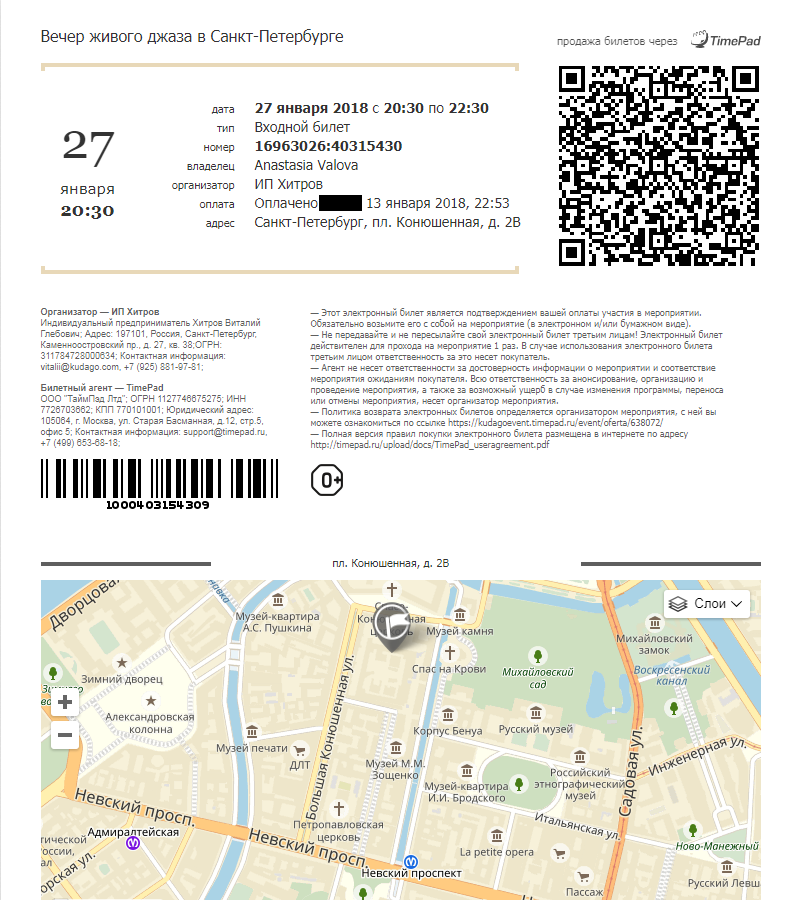 Вечер живого джаза в Санкт-Петербурге
продажа билетов через TimePad
27
января
20:30
дата 27 января 2018 с 20:30 по 22:30
тип Входной билет
номер 16963026:40315430
владелец Anastasia Valova
организатор ИП Хитров
оплата Оплачено 13 января 2018, 22:53
адрес Санкт-Петербург, пл. Конюшенная, д. 2В
Организатор — ИП Хитров
Индивидуальный предприниматель Хитров Виталий
Глебович; Адрес: 197101, Россия, Санкт-Петербург,
Каменноостровский пр., д. 27, кв. 38;ОГРН:
311784728000634; Контактная информация:
vitalii@kudago.com, +7 (925) 881-97-81;
Билетный агент — TimePad
ООО "ТаймПэд Лтд"; ОГРН 1127746675275; ИНН
7726703662; КПП 770101001; Юридический адрес:
105064, г. Москва, ул. Старая Басманная, д.12, стр.5,
офис 5; Контактная информация: support@timepad.ru,
+7 (499) 653-68-18;
1000403154309
— Этот электронный билет является подтверждением вашей оплаты участия в мероприятии.
Обязательно возьмите его с собой на мероприятие (в электронном и/или бумажном виде).
— Не передавайте и не пересылайте свой электронный билет третьим лицам! Электронный билет
действителен для прохода на мероприятие 1 раз. В случае использования электронного билета
третьим лицом ответственность за это несет покупатель.
— Агент не несет ответственности за достоверность информации о мероприятии и соответствие
мероприятия ожиданиям покупателя. Всю ответственность за анонсирование, организацию и
проведение мероприятия, а также за возможный ущерб в случае изменения программы, переноса
или отмены мероприятия, несет организатор мероприятия.
— Политика возврата электронных билетов определяется организатором мероприятия, с ней вы
можете ознакомиться по ссылке https://kudagoevent.timepad.ru/event/oferta/638072/
— Полная версия правил покупки электронного билета размещена в интернете по адресу
http://timepad.ru/upload/docs/TimePad_useragreement.pdf
0+
пл. Конюшенная, д. 2В
Дворцовая
Слои
Музей-квартира
А.С. Пушкина
Музей камня
Михайловский
замок
Спас на Крови
Михайловский
сад
Воскресенский
канал
Зимний дворец
Александровская
колонна
Большая Конюшенная ул.
Корпус Бенуа
Русский музей
Музей печати
ДЛТ
Музей М.М.
Зощенко
Садовая ул.
Инженерная ул.
Музей-квартира
И.И. Бродского
Российский
этнографический
музей
Невский просп.
Петропавловская
церковь
Итальянская ул.
Адмиралтейская
Невский просп.
La petite opera
Ново-Манежный
Невский проспект
Пассаж
Русский Левш